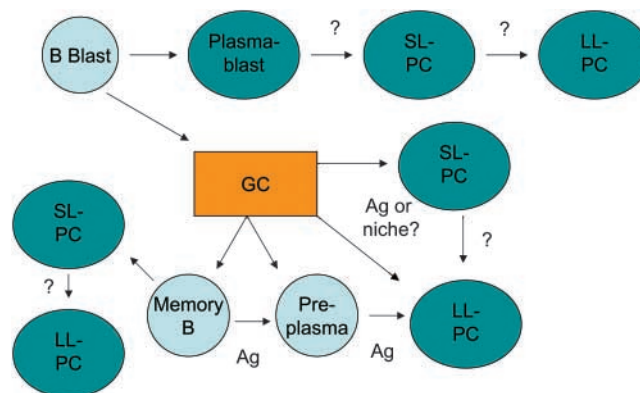 B Blast
Plasma-
blast
?
SL-
PC
?
LL-
PC
GC
SL-
PC
Ag or
niche?
?
SL-
PC
?
LL-
PC
Memory
B
Ag
Pre-
plasma
Ag
LL-
PC